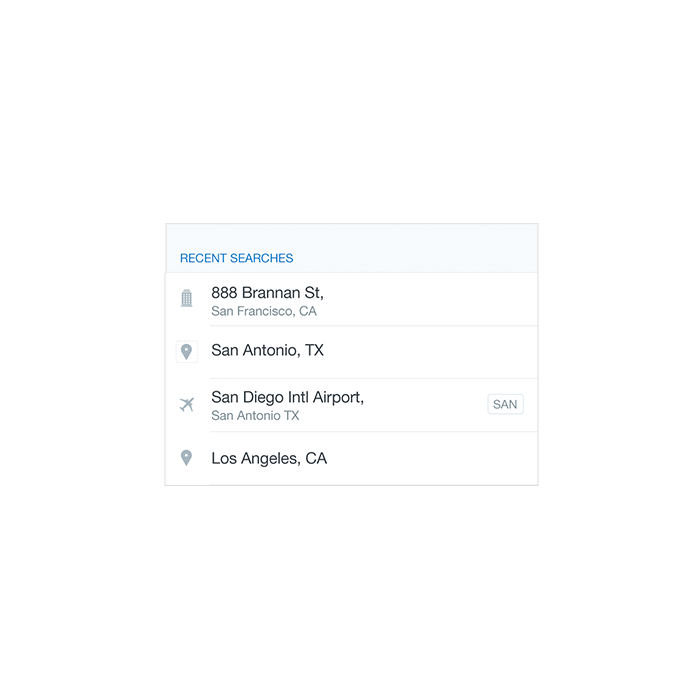 RECENT SEARCHES
888 Brannan St,
San Francisco, CA
San Antonio, TX
San Diego Intl Airport,
San Antonio TX
SAN
Los Angeles, CA